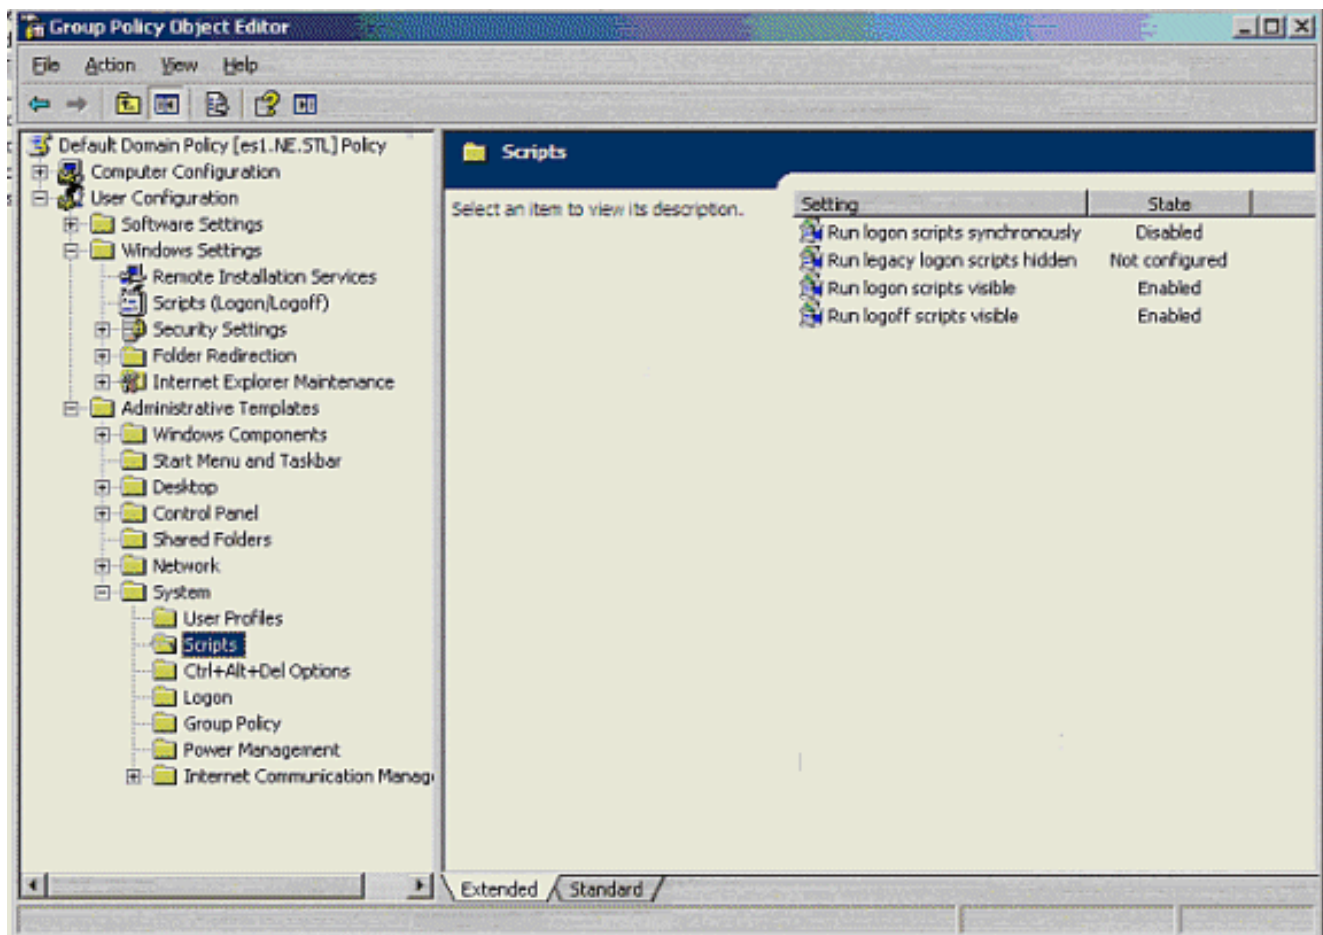 Group Policy Object Editor
File Action View Help
Default Domain Policy [es1.NE.STL] Policy
Computer Configuration
User Configuration
Software Settings
Windows Settings
Remote Installation Services
Scripts (Logon/Logoff)
Security Settings
Folder Redirection
Internet Explorer Maintenance
Administrative Templates
Windows Components
Start Menu and Taskbar
Desktop
Control Panel
Shared Folders
Network
System
User Profiles
Scripts
Ctrl+Alt+Del Options
Logon
Group Policy
Power Management
Internet Communication Manag
Scripts
Select an item to view its description.
Setting State
Run logon scripts synchronously Disabled
Run legacy logon scripts hidden Not configured
Run logon scripts visible Enabled
Run logoff scripts visible Enabled
Extended Standard